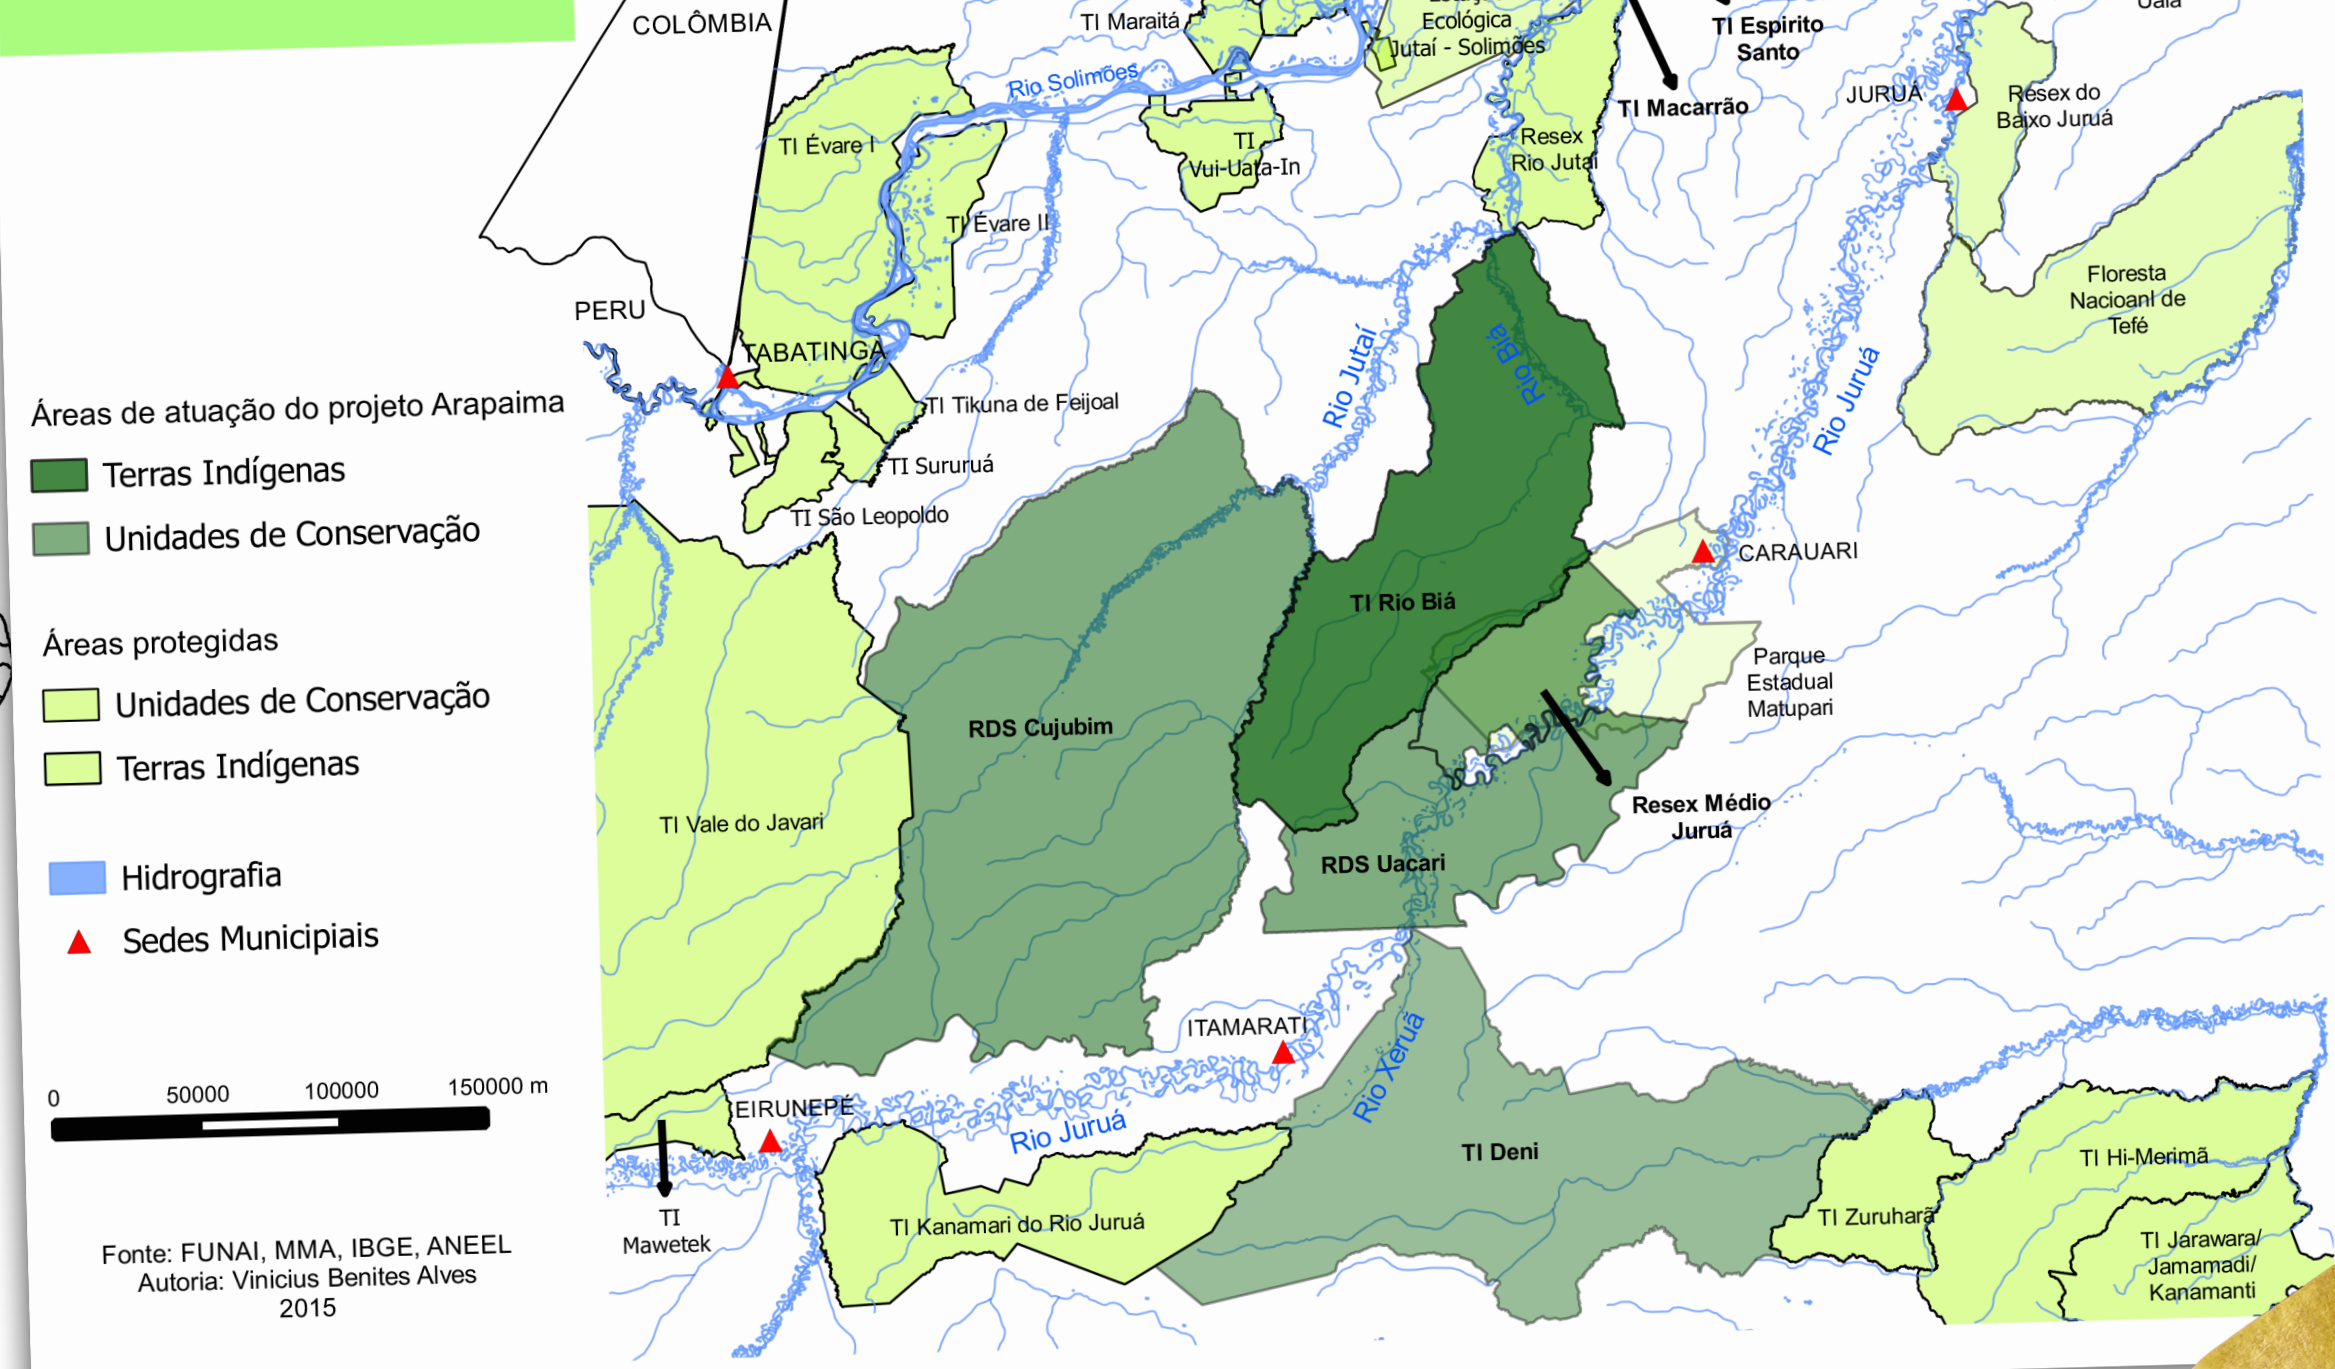 COLÔMBIA
TI Maraitá
Ecológica
Jutaí - Solimões
TI Espirito
Santo
TI Macarrão
JURUÁ
Resex do
Baixo Juruá
Rio Solimões
TI Évare I
TI
Vui-Uata-In
Resex
Rio Jutaí
TI Évare II
PERU
TABATINGA
Floresta
Nacioanl de
Tefé
Rio Jutaí
Rio Biá
Rio Juruá
TI Tikuna de Feijoal
TI Sururuá
TI São Leopoldo
CARAUARI
TI Rio Biá
Parque
Estadual
Matupari
RDS Cujubim
TI Vale do Javari
Resex Médio
Juruá
RDS Uacari
ITAMARATI
Rio Xeruã
EIRUNEPÉ
Rio Juruá
TI Deni
TI Hi-Merimã
TI
Mawetek
TI Kanamari do Rio Juruá
TI Zuruharã
TI Jarawara/
Jamamadi/
Kanamanti
Áreas de atuação do projeto Arapaima
Terras Indígenas
Unidades de Conservação
Áreas protegidas
Unidades de Conservação
Terras Indígenas
Hidrografia
Sedes Municipiais
0 50000 100000 150000 m
Fonte: FUNAI, MMA, IBGE, ANEEL
Autoria: Vinicius Benites Alves
2015